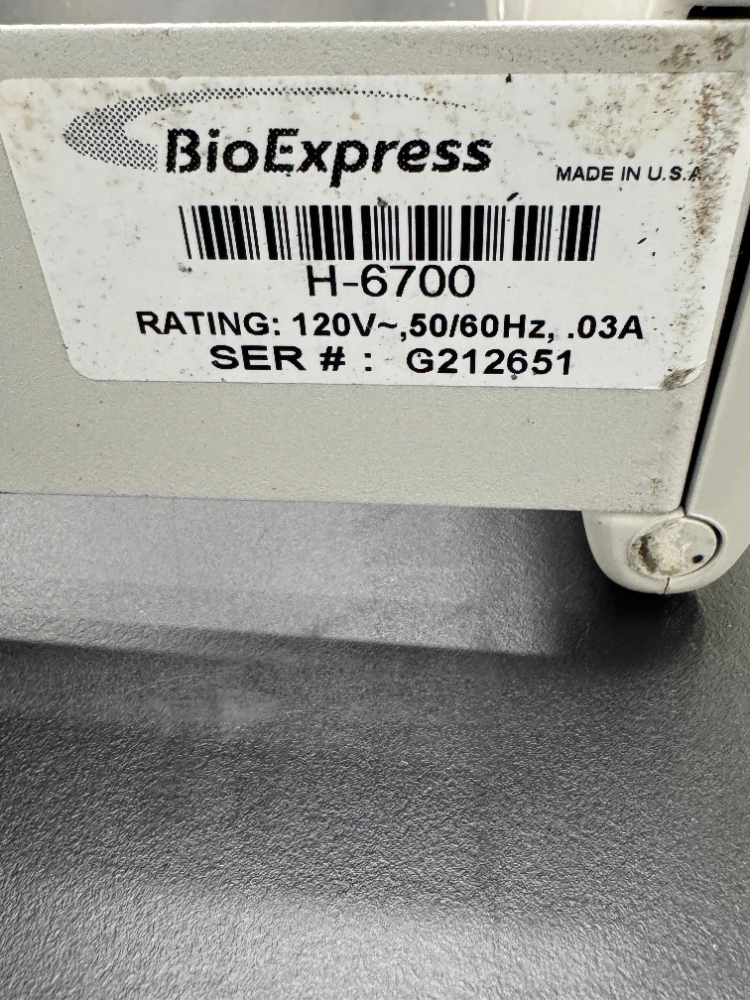 BioExpress
MADE IN U.S.A.
H-6700
RATING: 120V~,50/60Hz, .03A
SER # : G212651